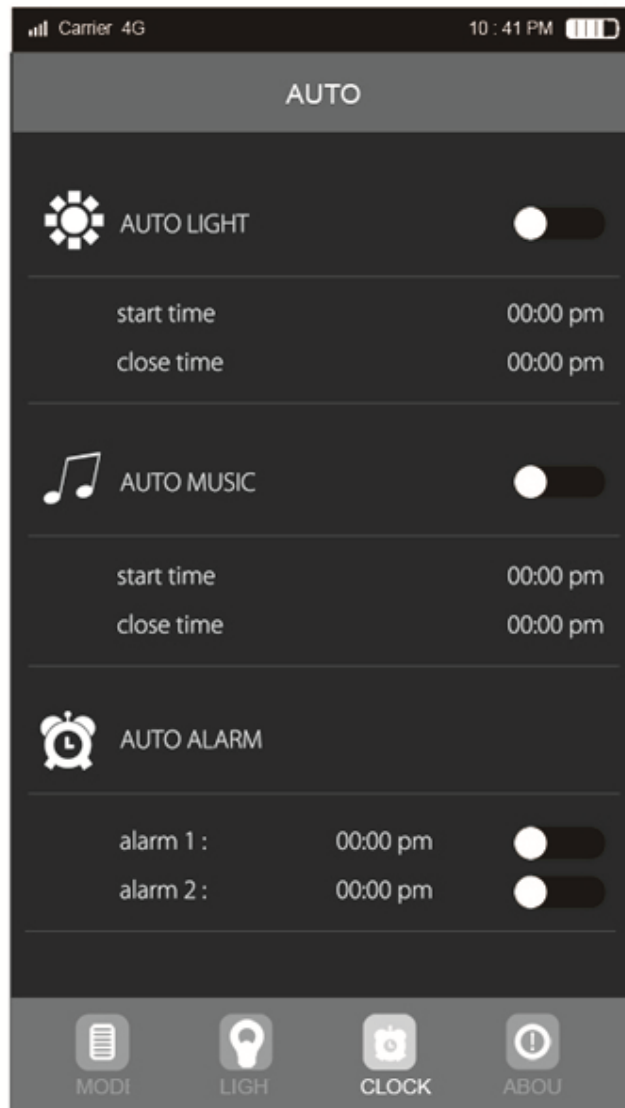 Carrier 4G 10 : 41 PM
AUTO
AUTO LIGHT
start time 00:00 pm
close time 00:00 pm
AUTO MUSIC
start time 00:00 pm
close time 00:00 pm
AUTO ALARM
alarm 1 : 00:00 pm
alarm 2 : 00:00 pm
MODE LIGH CLOCK ABOU